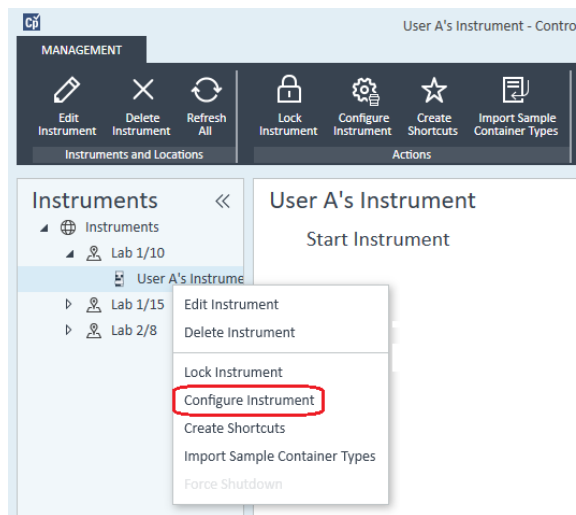 User A's Instrument - Contro
MANAGEMENT
Edit Instrument
Delete Instrument
Refresh All
Lock Instrument
Configure Instrument
Create Shortcuts
Import Sample Container Types
Instruments and Locations
Actions
Instruments
Instruments
Lab 1/10
User A's Instrume
Lab 1/15
Lab 2/8
User A's Instrument
Start Instrument
Edit Instrument
Delete Instrument
Lock Instrument
Configure Instrument
Create Shortcuts
Import Sample Container Types
Force Shutdown